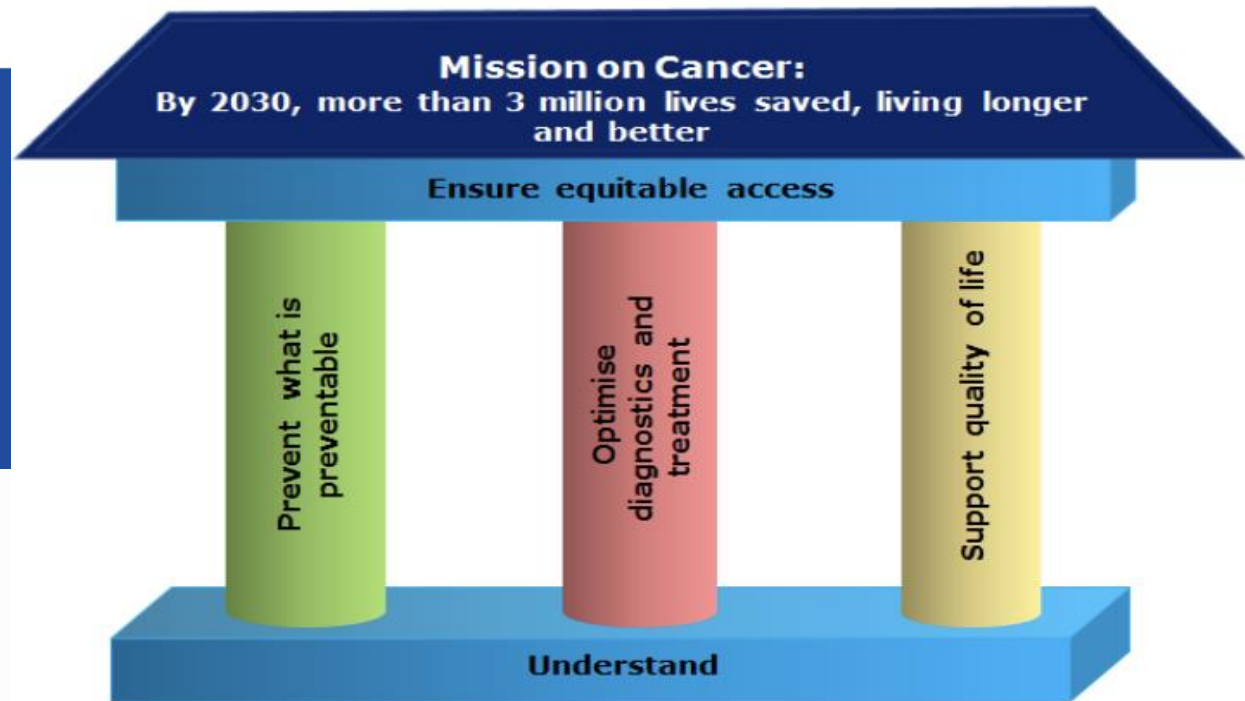 Mission on Cancer:
By 2030, more than 3 million lives saved, living longer
and better
Ensure equitable access
Prevent what is
preventable
Optimise
diagnostics and
treatment
Support quality of life
Understand